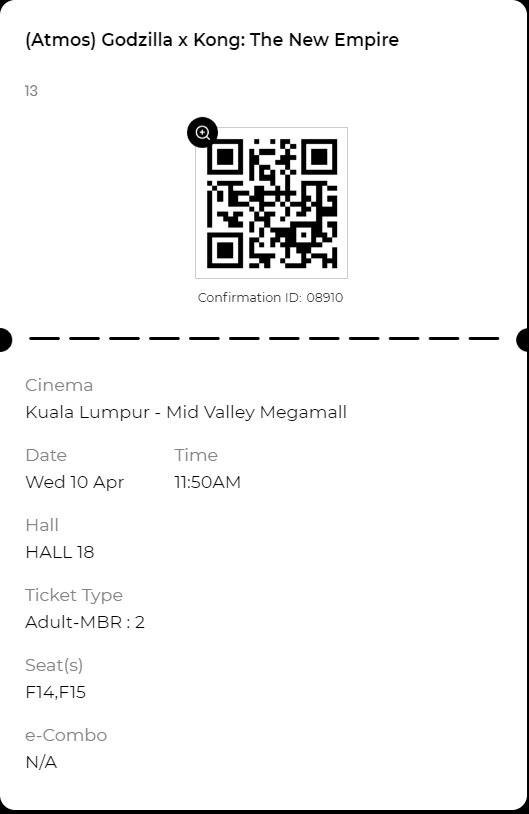 (Atmos) Godzilla x Kong: The New Empire
13
Confirmation ID: 08910
Cinema
Kuala Lumpur - Mid Valley Megamall
Date Time
Wed 10 Apr 11:50AM
Hall
HALL 18
Ticket Type
Adult-MBR : 2
Seat(s)
F14,F15
e-Combo
N/A